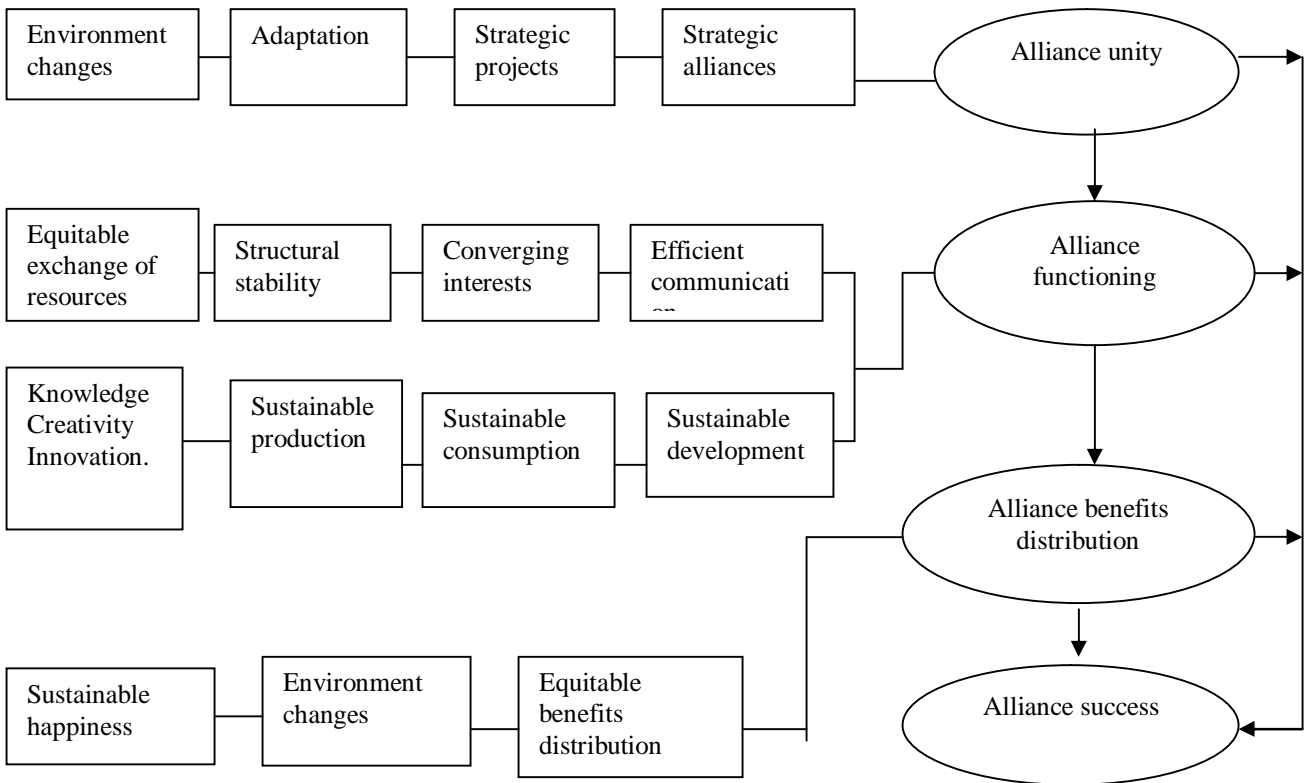 Environment
changes
Adaptation
Strategic
projects
Strategic
alliances
Alliance unity
Equitable
exchange of
resources
Structural
stability
Converging
interests
Efficient
communicati
on
Alliance
functioning
Knowledge
Creativity
Innovation.
Sustainable
production
Sustainable
consumption
Sustainable
development
Alliance benefits
distribution
Sustainable
happiness
Environment
changes
Equitable
benefits
distribution
Alliance success